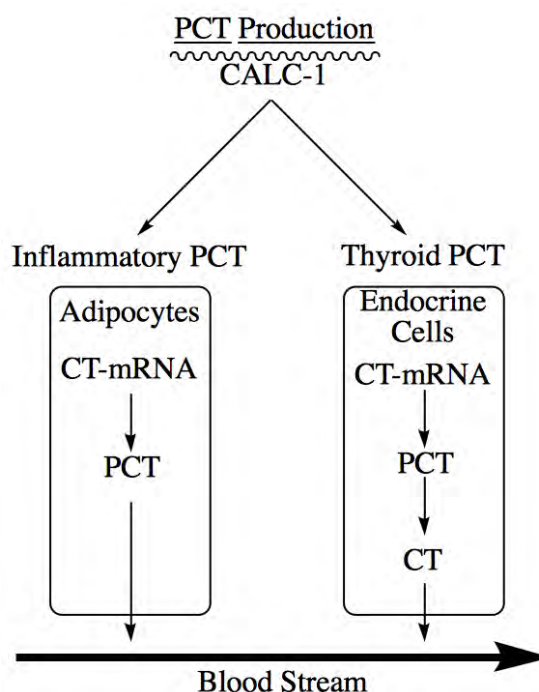 PCT Production
CALC-1
Inflammatory PCT
Adipocytes
CT-mRNA
PCT
Thyroid PCT
Endocrine
Cells
CT-mRNA
PCT
CT
Blood Stream